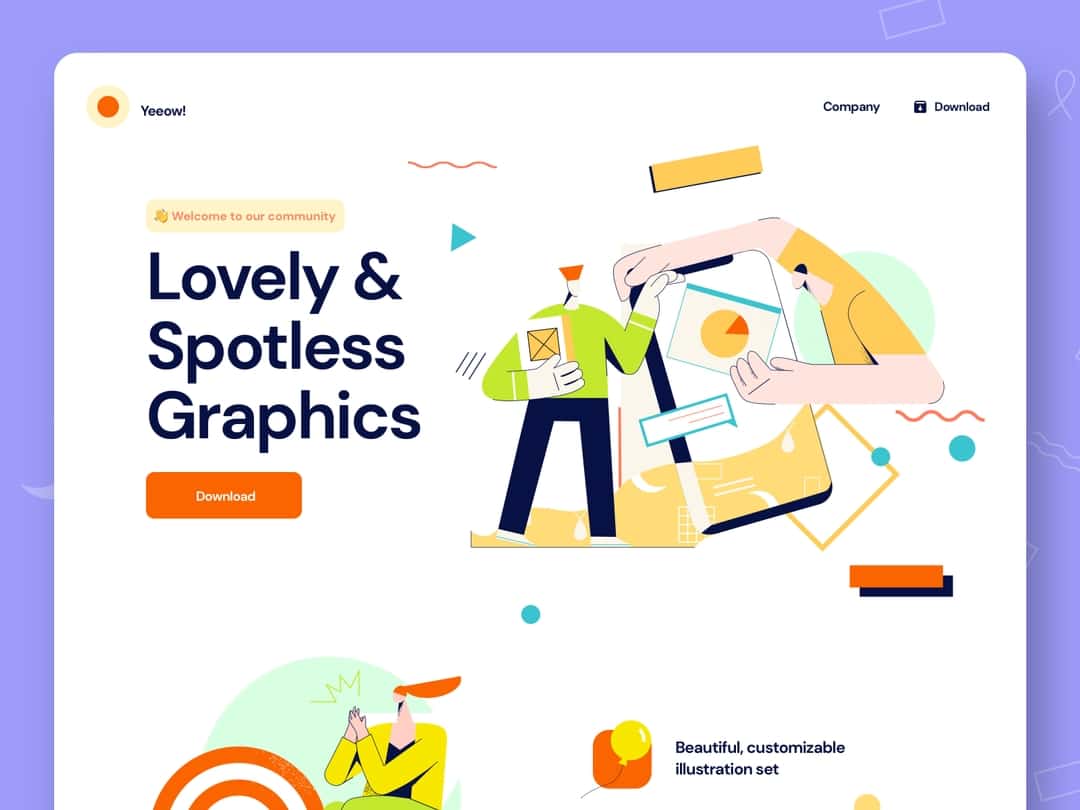 Yeeow!
Company
Download
👋 Welcome to our community
Lovely &
Spotless
Graphics
Download
Beautiful, customizable
illustration set